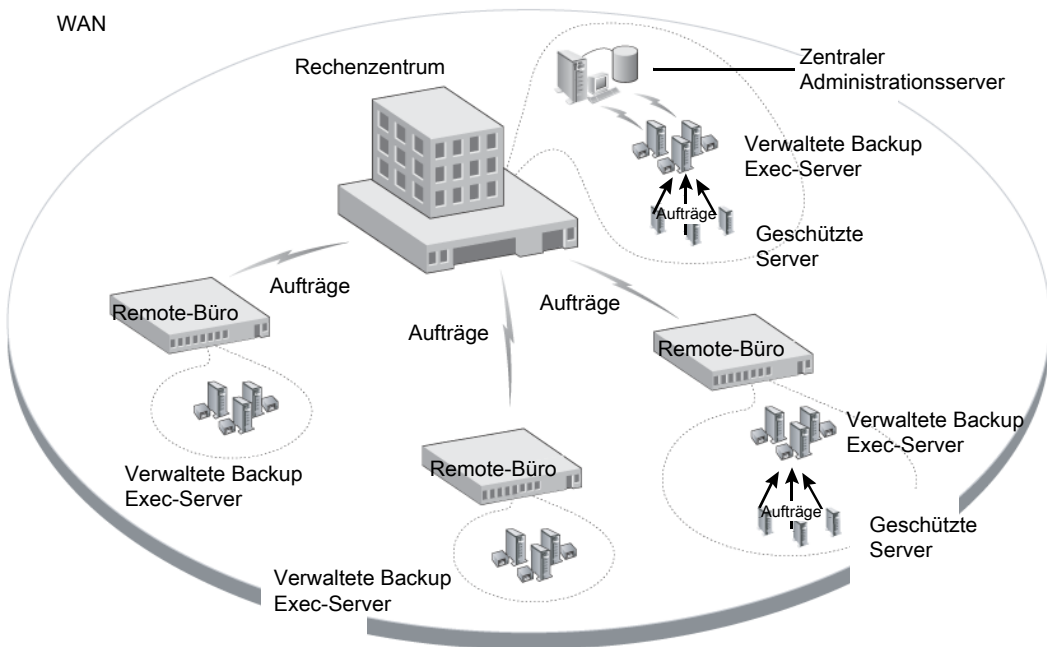 WAN
Rechenzentrum
Zentraler
Administrationsserver
Verwaltete Backup
Exec-Server
Aufträge
Geschützte
Server
Aufträge
Remote-Büro
Verwaltete Backup
Exec-Server
Aufträge
Remote-Büro
Verwaltete Backup
Exec-Server
Aufträge
Remote-Büro
Verwaltete Backup
Exec-Server
Aufträge
Geschützte
Server